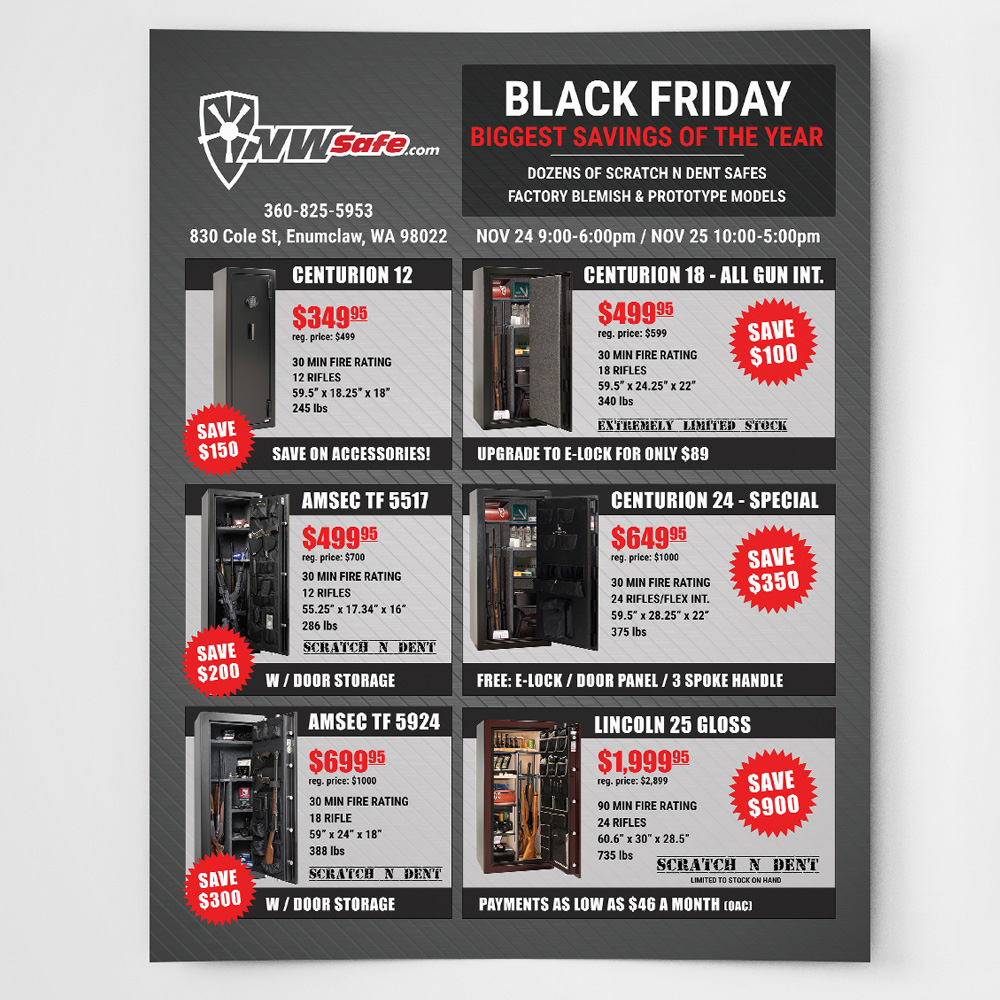 NWSafe.com
360-825-5953
830 Cole St, Enumclaw, WA 98022
BLACK FRIDAY
BIGGEST SAVINGS OF THE YEAR
DOZENS OF SCRATCH N DENT SAFES
FACTORY BLEMISH & PROTOTYPE MODELS
NOV 24 9:00-6:00pm / NOV 25 10:00-5:00pm
CENTURION 12
$349.95
reg. price: $499
30 MIN FIRE RATING
12 RIFLES
59.5" x 18.25" x 18"
245 lbs
SAVE
$150
SAVE ON ACCESSORIES!
CENTURION 18 - ALL GUN INT.
$499.95
reg. price: $599
30 MIN FIRE RATING
18 RIFLES
59.5" x 24.25" x 22"
340 lbs
EXTREMELY LIMITED STOCK
SAVE
$100
UPGRADE TO E-LOCK FOR ONLY $89
AMSEC TF 5517
$499.95
reg. price: $700
30 MIN FIRE RATING
12 RIFLES
55.25" x 17.34" x 16"
286 lbs
SCRATCH N DENT
SAVE
$200
W / DOOR STORAGE
CENTURION 24 - SPECIAL
$649.95
reg. price: $1000
30 MIN FIRE RATING
24 RIFLES/FLEX INT.
59.5" x 28.25" x 22"
375 lbs
SAVE
$350
FREE: E-LOCK / DOOR PANEL / 3 SPOKE HANDLE
AMSEC TF 5924
$699.95
reg. price: $1000
30 MIN FIRE RATING
18 RIFLE
59" x 24" x 18"
388 lbs
SCRATCH N DENT
SAVE
$300
W / DOOR STORAGE
LINCOLN 25 GLOSS
$1,999.95
reg. price: $2,899
90 MIN FIRE RATING
24 RIFLES
60.6" x 30" x 28.5"
735 lbs
SCRATCH N DENT
LIMITED TO STOCK ON HAND
SAVE
$900
PAYMENTS AS LOW AS $46 A MONTH (OAC)